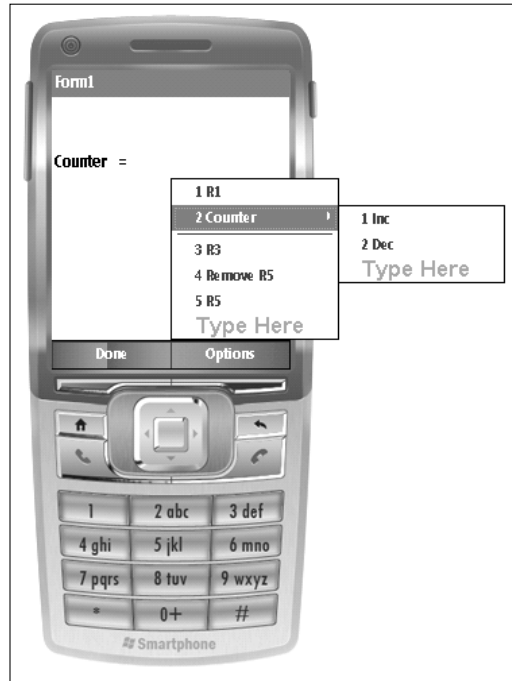 Form1
Counter =
1 R1
2 Counter
1 Inc
2 Dec
Type Here
3 R3
4 Remove R5
5 R5
Type Here
Done Options
1 2 abc 3 def
4 ghi 5 jkl 6 mno
7 pqrs 8 tuv 9 wxyz
* 0+ #
Smartphone